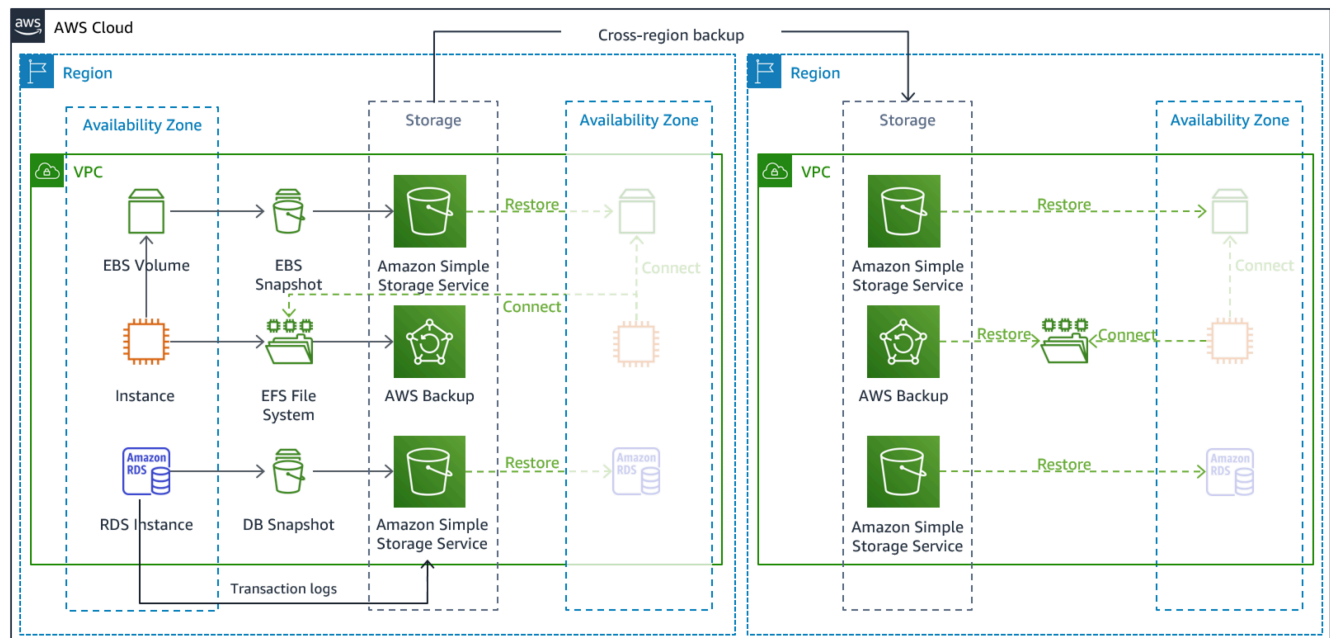 aws
AWS Cloud
Cross-region backup
Region
Availability Zone
Storage
Availability Zone
VPC
Restore
EBS Volume
EBS
Snapshot
Amazon Simple
Storage Service
Connect
Connect
Instance
EFS File
System
AWS Backup
Amazon
RDS
Restore
Amazon
RDS
RDS Instance
DB Snapshot
Amazon Simple
Storage Service
Transaction logs
Region
Storage
Availability Zone
VPC
Restore
Amazon Simple
Storage Service
Connect
Restore
Connect
AWS Backup
Restore
Amazon
RDS
Amazon Simple
Storage Service